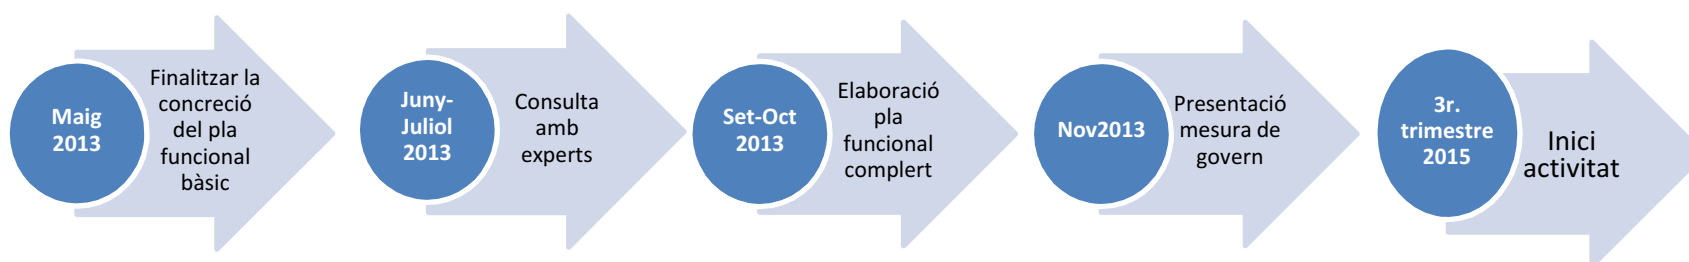 Maig
2013
Finalitzar la
concreció
del pla
funcional
bàsic
Juny-
Juliol
2013
Consulta
amb
experts
Set-Oct
2013
Elaboració
pla
funcional
complert
Nov2013
Presentació
mesura de
govern
3r.
trimestre
2015
Inici
activitat